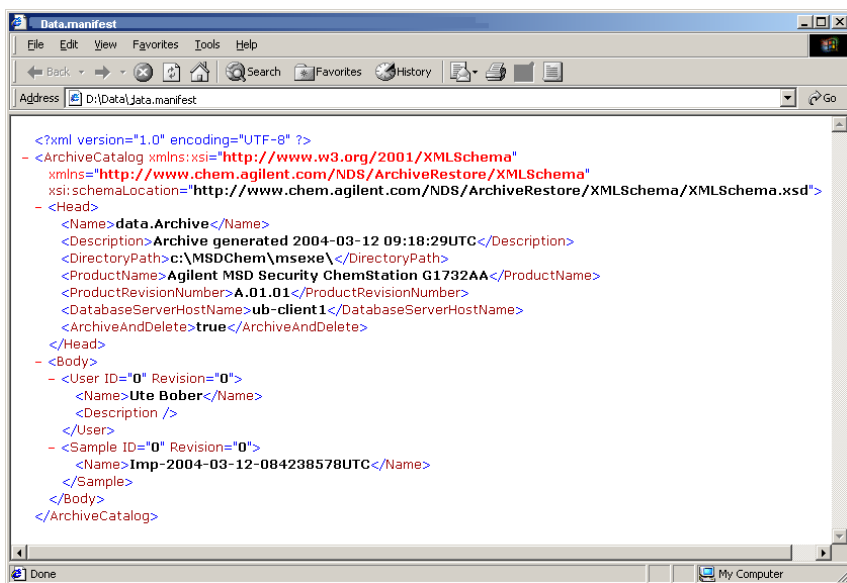 Data.manifest
File Edit View Favorites Tools Help
Back Search Favorites History
Address D:\Data\data.manifest Go
<?xml version="1.0" encoding="UTF-8" ?>
- <ArchiveCatalog xmlns:xsi="http://www.w3.org/2001/XMLSchema"
xmlns="http://www.chem.agilent.com/NDS/ArchiveRestore/XMLSchema"
xsi:schemaLocation="http://www.chem.agilent.com/NDS/ArchiveRestore/XMLSchema/XMLSchema.xsd">
- <Head>
<Name>data.Archive</Name>
<Description>Archive generated 2004-03-12 09:18:29UTC</Description>
<DirectoryPath>c:\MSDChem\msexe\</DirectoryPath>
<ProductName>Agilent MSD Security ChemStation G1732AA</ProductName>
<ProductRevisionNumber>A.01.01</ProductRevisionNumber>
<DatabaseServerHostName>ub-client1</DatabaseServerHostName>
<ArchiveAndDelete>true</ArchiveAndDelete>
</Head>
- <Body>
- <User ID="0" Revision="0">
<Name>Ute Bober</Name>
<Description />
</User>
- <Sample ID="0" Revision="0">
<Name>Imp-2004-03-12-084238578UTC</Name>
</Sample>
</Body>
</ArchiveCatalog>
Done My Computer